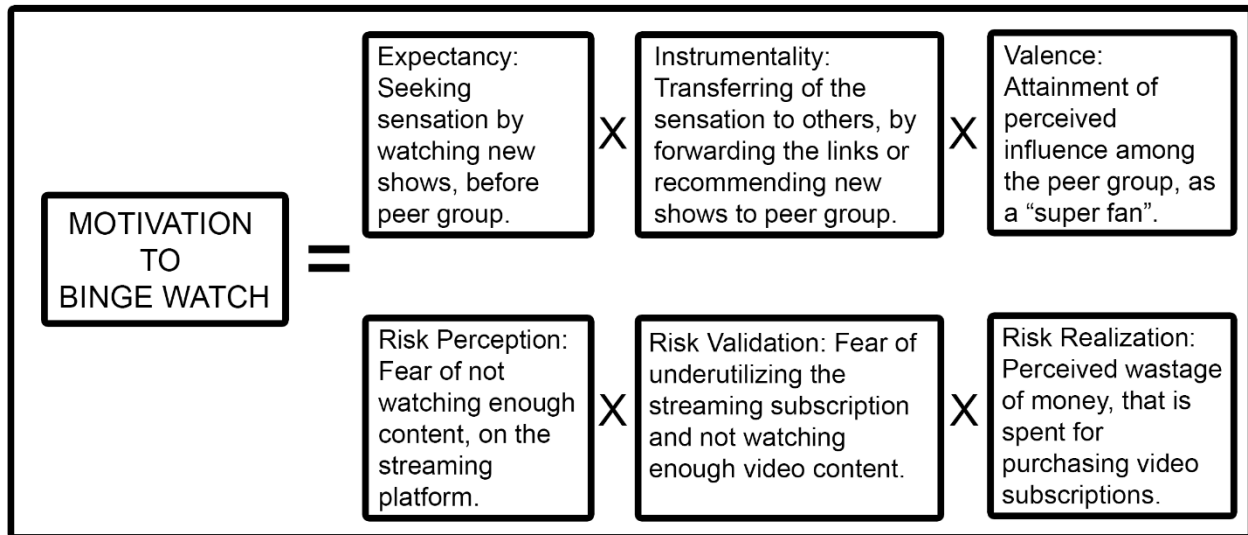 Expectancy:
Seeking
sensation by
watching new
shows, before
peer group.
X
Instrumentality:
Transferring of the
sensation to others, by
forwarding the links or
recommending new
shows to peer group.
X
Valence:
Attainment of
perceived
influence among
the peer group, as
a “super fan”.
MOTIVATION
TO
BINGE WATCH
=
Risk Perception:
Fear of not
watching enough
content, on the
streaming
platform.
X
Risk Validation: Fear of
underutilizing the
streaming subscription
and not watching
enough video content.
X
Risk Realization:
Perceived wastage
of money, that is
spent for
purchasing video
subscriptions.